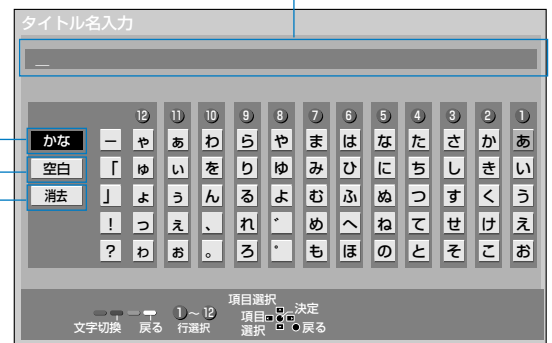 タイトル名入力
_
⑫ ⑪ ⑩ ⑨ ⑧ ⑦ ⑥ ⑤ ④ ③ ② ①
かな ー ゃ ぁ わ ら や ま は な た さ か あ
空白 「 ゅ ぃ を り ゆ み ひ に ち し き い
消去 」 ょ ぅ ん る よ む ふ ぬ つ す く う
! っ ぇ 、 れ ゛ め へ ね て せ け え
? ゎ ぉ 。 ろ ゜ も ほ の と そ こ お
項目選択
①~⑫ 項目 決定
文字切換 戻る 行選択 選択 戻る